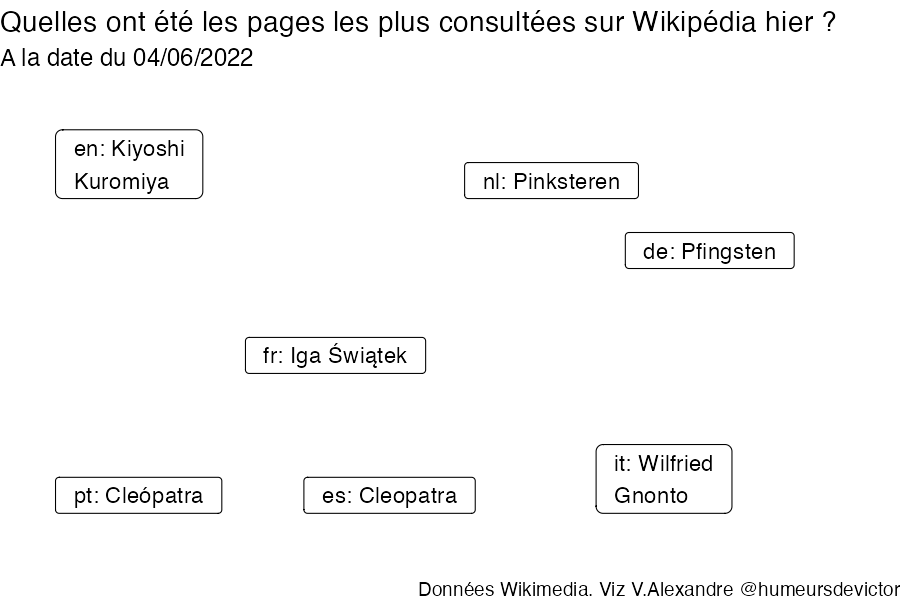 Quelles ont été les pages les plus consultées sur Wikipédia hier ?
A la date du 04/06/2022
en: Kiyoshi
Kuromiya
nl: Pinksteren
de: Pfingsten
fr: Iga Świątek
it: Wilfried
Gnonto
pt: Cleópatra
es: Cleopatra
Données Wikimedia. Viz V.Alexandre @humeursdevictor